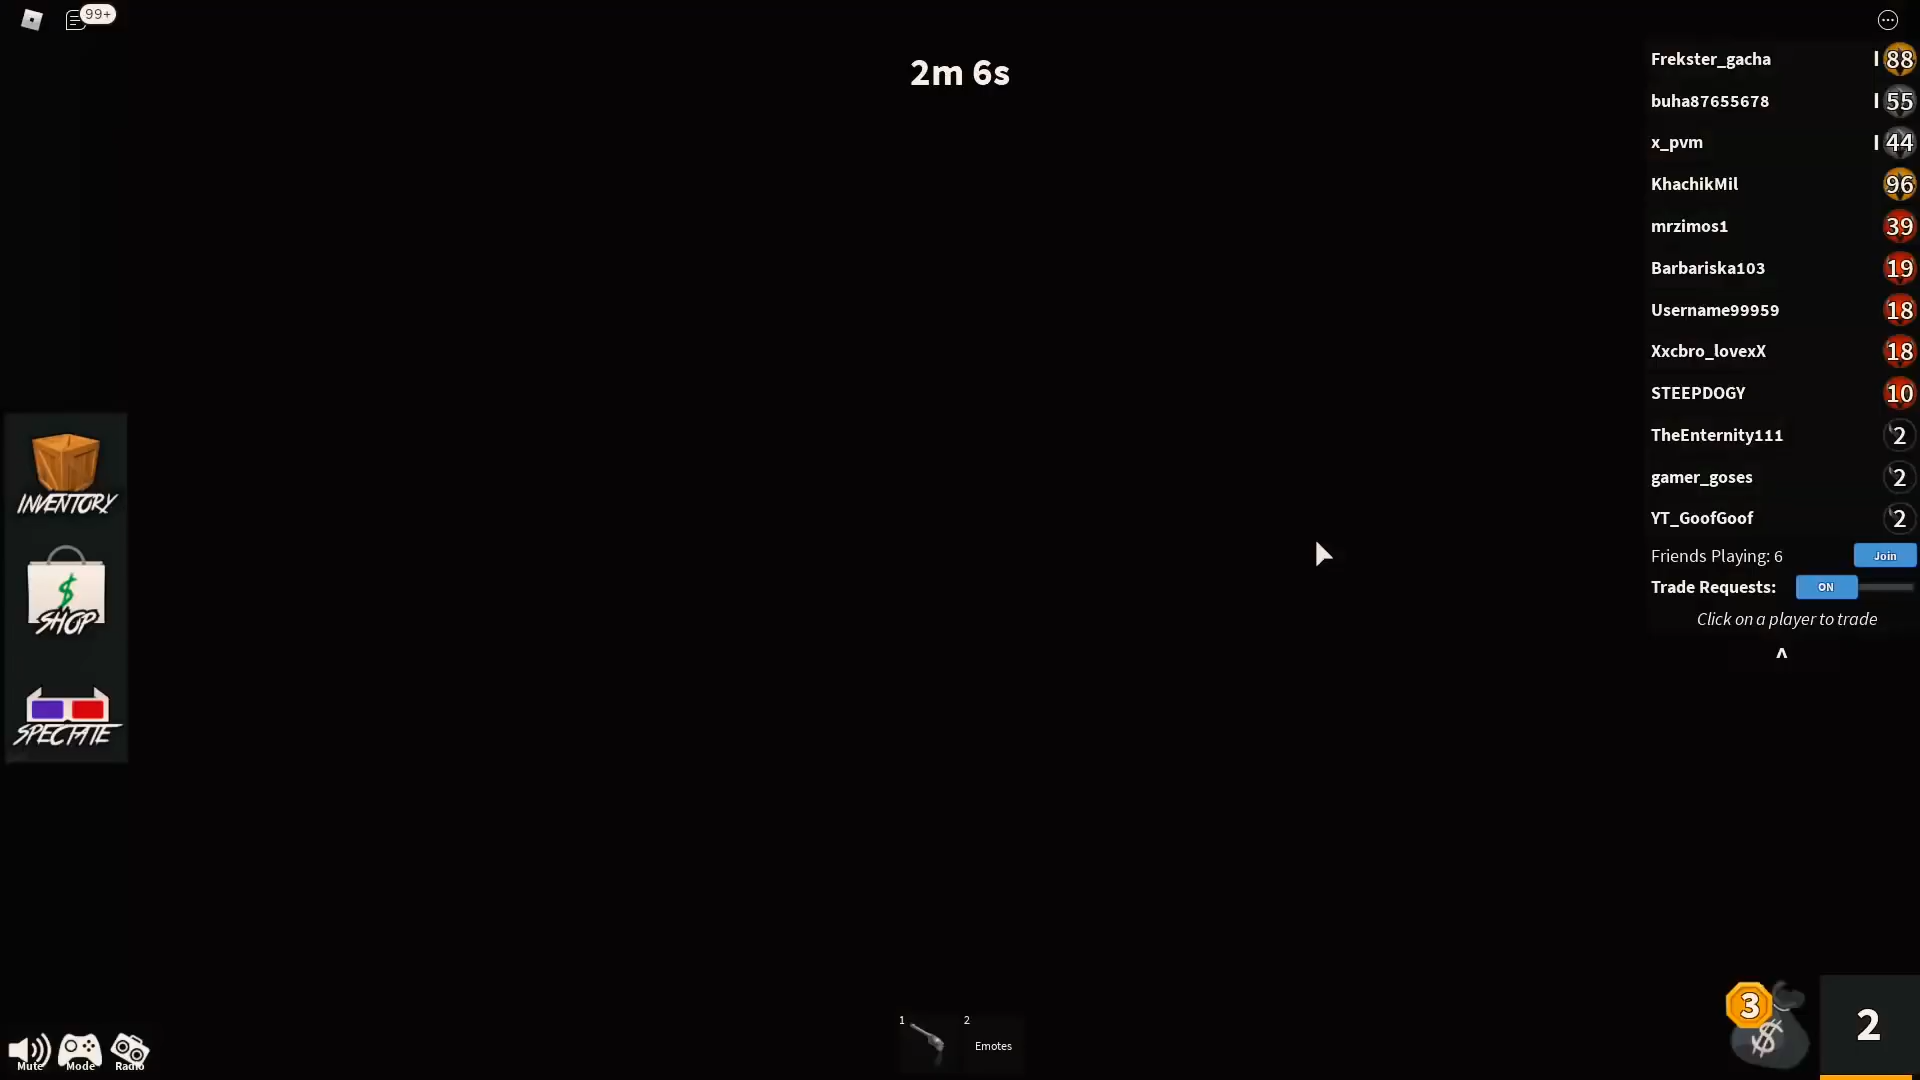 99+
2m 6s
Frekster_gacha I 88
buha87655678 I 55
x_pvm I 44
KhachikMil 96
mrzimos1 39
Barbariska103 19
Username99959 18
Xxcbro_lovexX 18
STEEPDOGY 10
TheEnternity111 2
gamer_goses 2
YT_GoofGoof 2
Friends Playing: 6 Join
Trade Requests: ON
Click on a player to trade
^
INVENTORY
$
SHOP
SPECTATE
Mute Mode Radio
1 2
Emotes
3
$
2